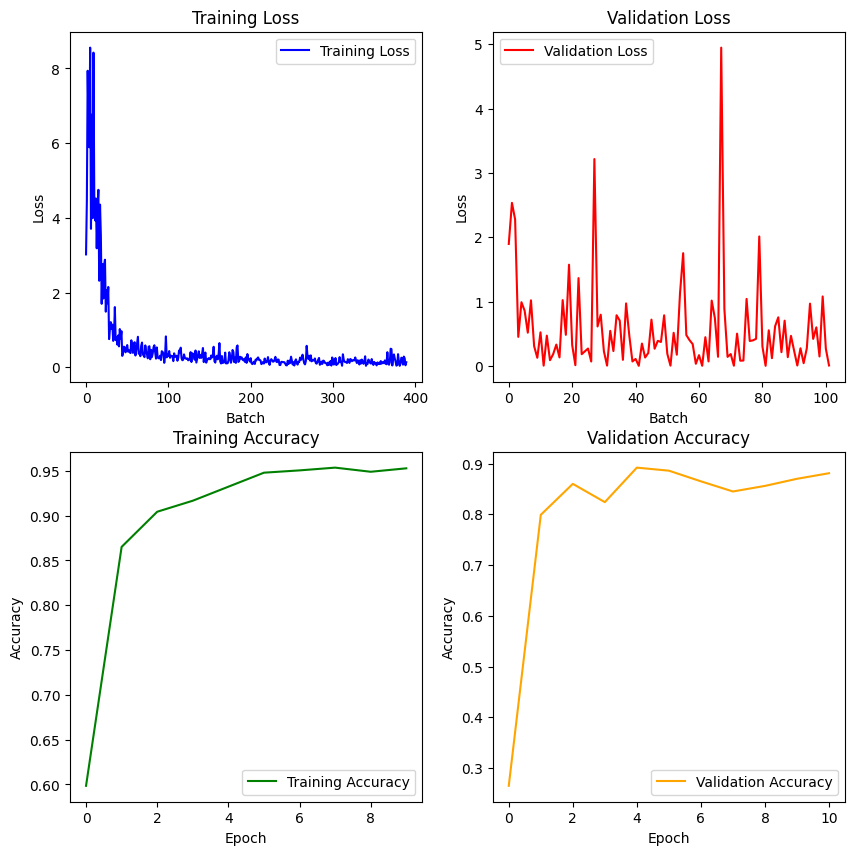 Training Loss
Training Loss
8
6
4
2
0
Loss
0 100 200 300 400
Batch
Validation Loss
Validation Loss
5
4
3
2
1
0
Loss
0 20 40 60 80 100
Batch
Training Accuracy
0.95
0.90
0.85
0.80
0.75
0.70
0.65
0.60
Accuracy
Training Accuracy
0 2 4 6 8
Epoch
Validation Accuracy
0.9
0.8
0.7
0.6
0.5
0.4
0.3
Accuracy
Validation Accuracy
0 2 4 6 8 10
Epoch